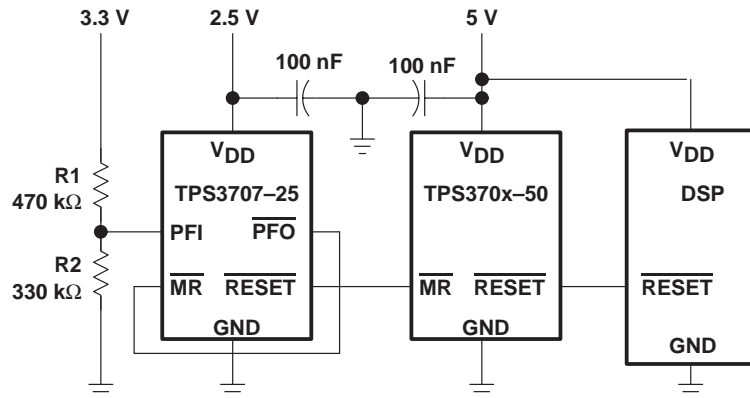 3.3 V 2.5 V 5 V
100 nF 100 nF
VDD VDD VDD
R1
470 kΩ
TPS3707–25 TPS370x–50 DSP
PFI PFO
R2
330 kΩ
MR RESET MR RESET RESET
GND GND
GND